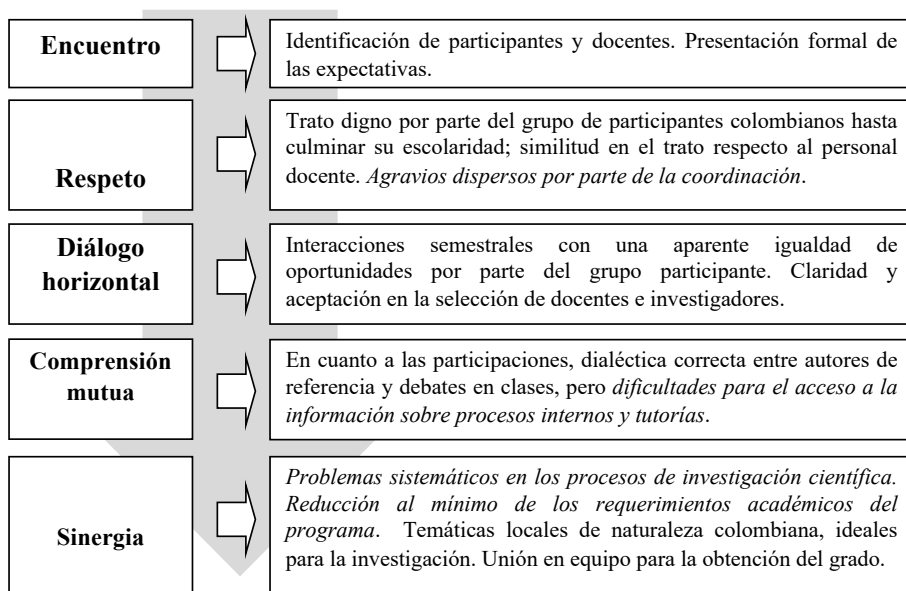 Encuentro
Identificación de participantes y docentes. Presentación formal de
las expectativas.
Respeto
Trato digno por parte del grupo de participantes colombianos hasta
culminar su escolaridad; similitud en el trato respecto al personal
docente. Agravios dispersos por parte de la coordinación.
Diálogo
horizontal
Interacciones semestrales con una aparente igualdad de
oportunidades por parte del grupo participante. Claridad y
aceptación en la selección de docentes e investigadores.
Comprensión
mutua
En cuanto a las participaciones, dialéctica correcta entre autores de
referencia y debates en clases, pero dificultades para el acceso a la
información sobre procesos internos y tutorías.
Sinergia
Problemas sistemáticos en los procesos de investigación científica.
Reducción al mínimo de los requerimientos académicos del
programa. Temáticas locales de naturaleza colombiana, ideales
para la investigación. Unión en equipo para la obtención del grado.